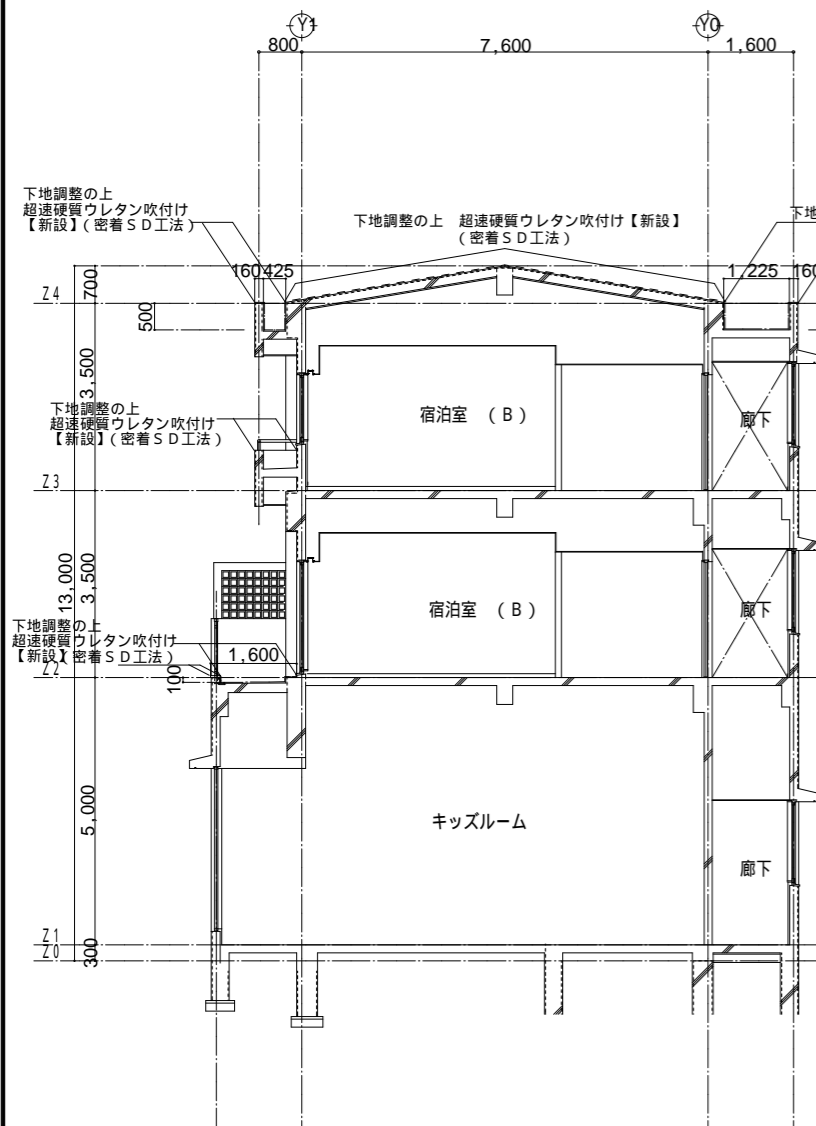 Y1
Y0
800
7,600
1,600
下地調整の上
超速硬質ウレタン吹付け
【新設】(密着ＳＤ工法)
下地調整の上　超速硬質ウレタン吹付け【新設】
(密着ＳＤ工法)
下地
160
425
1,225
160
700
Z4
500
3,500
宿泊室　(Ｂ)
廊下
下地調整の上
超速硬質ウレタン吹付け
【新設】(密着ＳＤ工法)
Z3
13,000
3,500
宿泊室　(Ｂ)
廊下
下地調整の上
超速硬質ウレタン吹付け
【新設】(密着ＳＤ工法)
1,600
Z2
100
5,000
キッズルーム
廊下
Z1
Z0
300